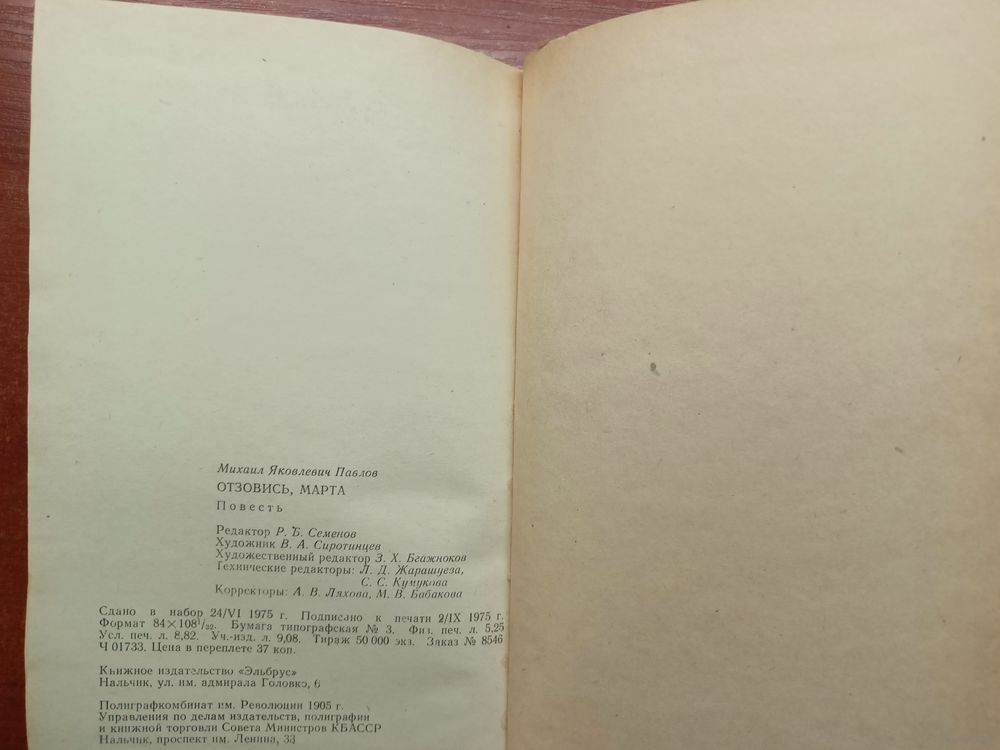 Михаил Яковлевич Павлов
ОТЗОВИСЬ, МАРТА
Повесть
Редактор Р. Б. Семенов
Художник В. А. Сиротинцев
Художественный редактор З. Х. Бгажноков
Технические редакторы: Л. Д. Жарашуева,
С. С. Кумукова
Корректоры: А. В. Ляхова, М. В. Бабакова
Сдано в набор 24/VI 1975 г. Подписано к печати 2/IX 1975 г.
Формат 84×108¹/₃₂. Бумага типографская № 3. Физ. печ. л. 5,25
Усл. печ. л. 8,82. Уч.-изд. л. 9,08. Тираж 50 000 экз. Заказ № 8546
Ч 01733. Цена в переплете 37 коп.
Книжное издательство «Эльбрус»
Нальчик, ул. им. адмирала Головко, 6
Полиграфкомбинат им. Революции 1905 г.
Управления по делам издательств, полиграфии
и книжной торговли Совета Министров КБАССР
Нальчик, проспект им. Ленина, 33